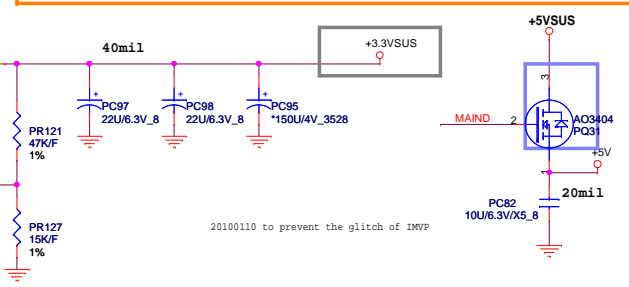 +5VSUS
40mil
+3.3VSUS
3
PC97
22U/6.3V_8
PC98
22U/6.3V_8
PC95
*150U/4V_3528
MAIND
2
AO3404
PQ31
PR121
47K/F
1%
+5V
1
20mil
PC82
10U/6.3V/X5_8
PR127
15K/F
1%
20100110 to prevent the glitch of IMVP